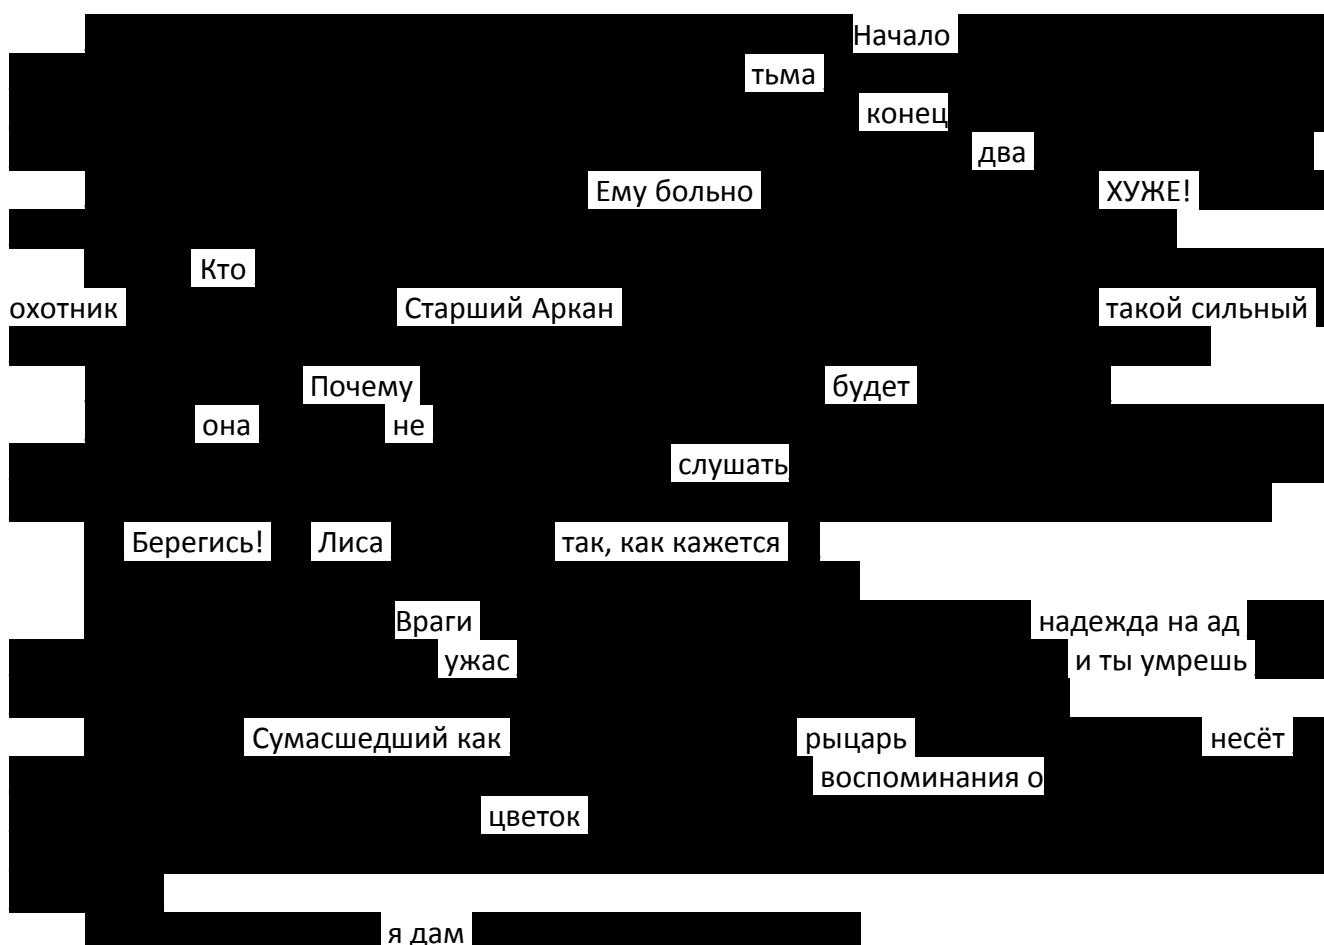 Начало
тьма
конец
два
Ему больно ХУЖЕ!
Кто
охотник Старший Аркан такой сильный
Почему будет
она не
слушать
Берегись! Лиса так, как кажется
Враги надежда на ад
ужас и ты умрешь
Сумасшедший как рыцарь несёт
воспоминания о
цветок
я дам